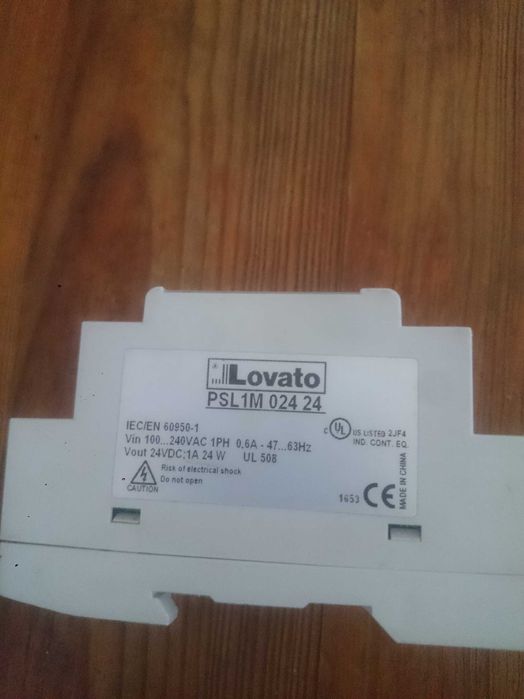 Lovato
PSL1M 024 24
IEC/EN 60950-1
Vin 100...240VAC 1PH 0,6A - 47...63Hz
Vout 24VDC;1A 24 W UL 508
Risk of electrical shock
Do not open
CAUTION
C UL US LISTED 2JF4
IND. CONT. EQ.
1653 CE
MADE IN CHINA